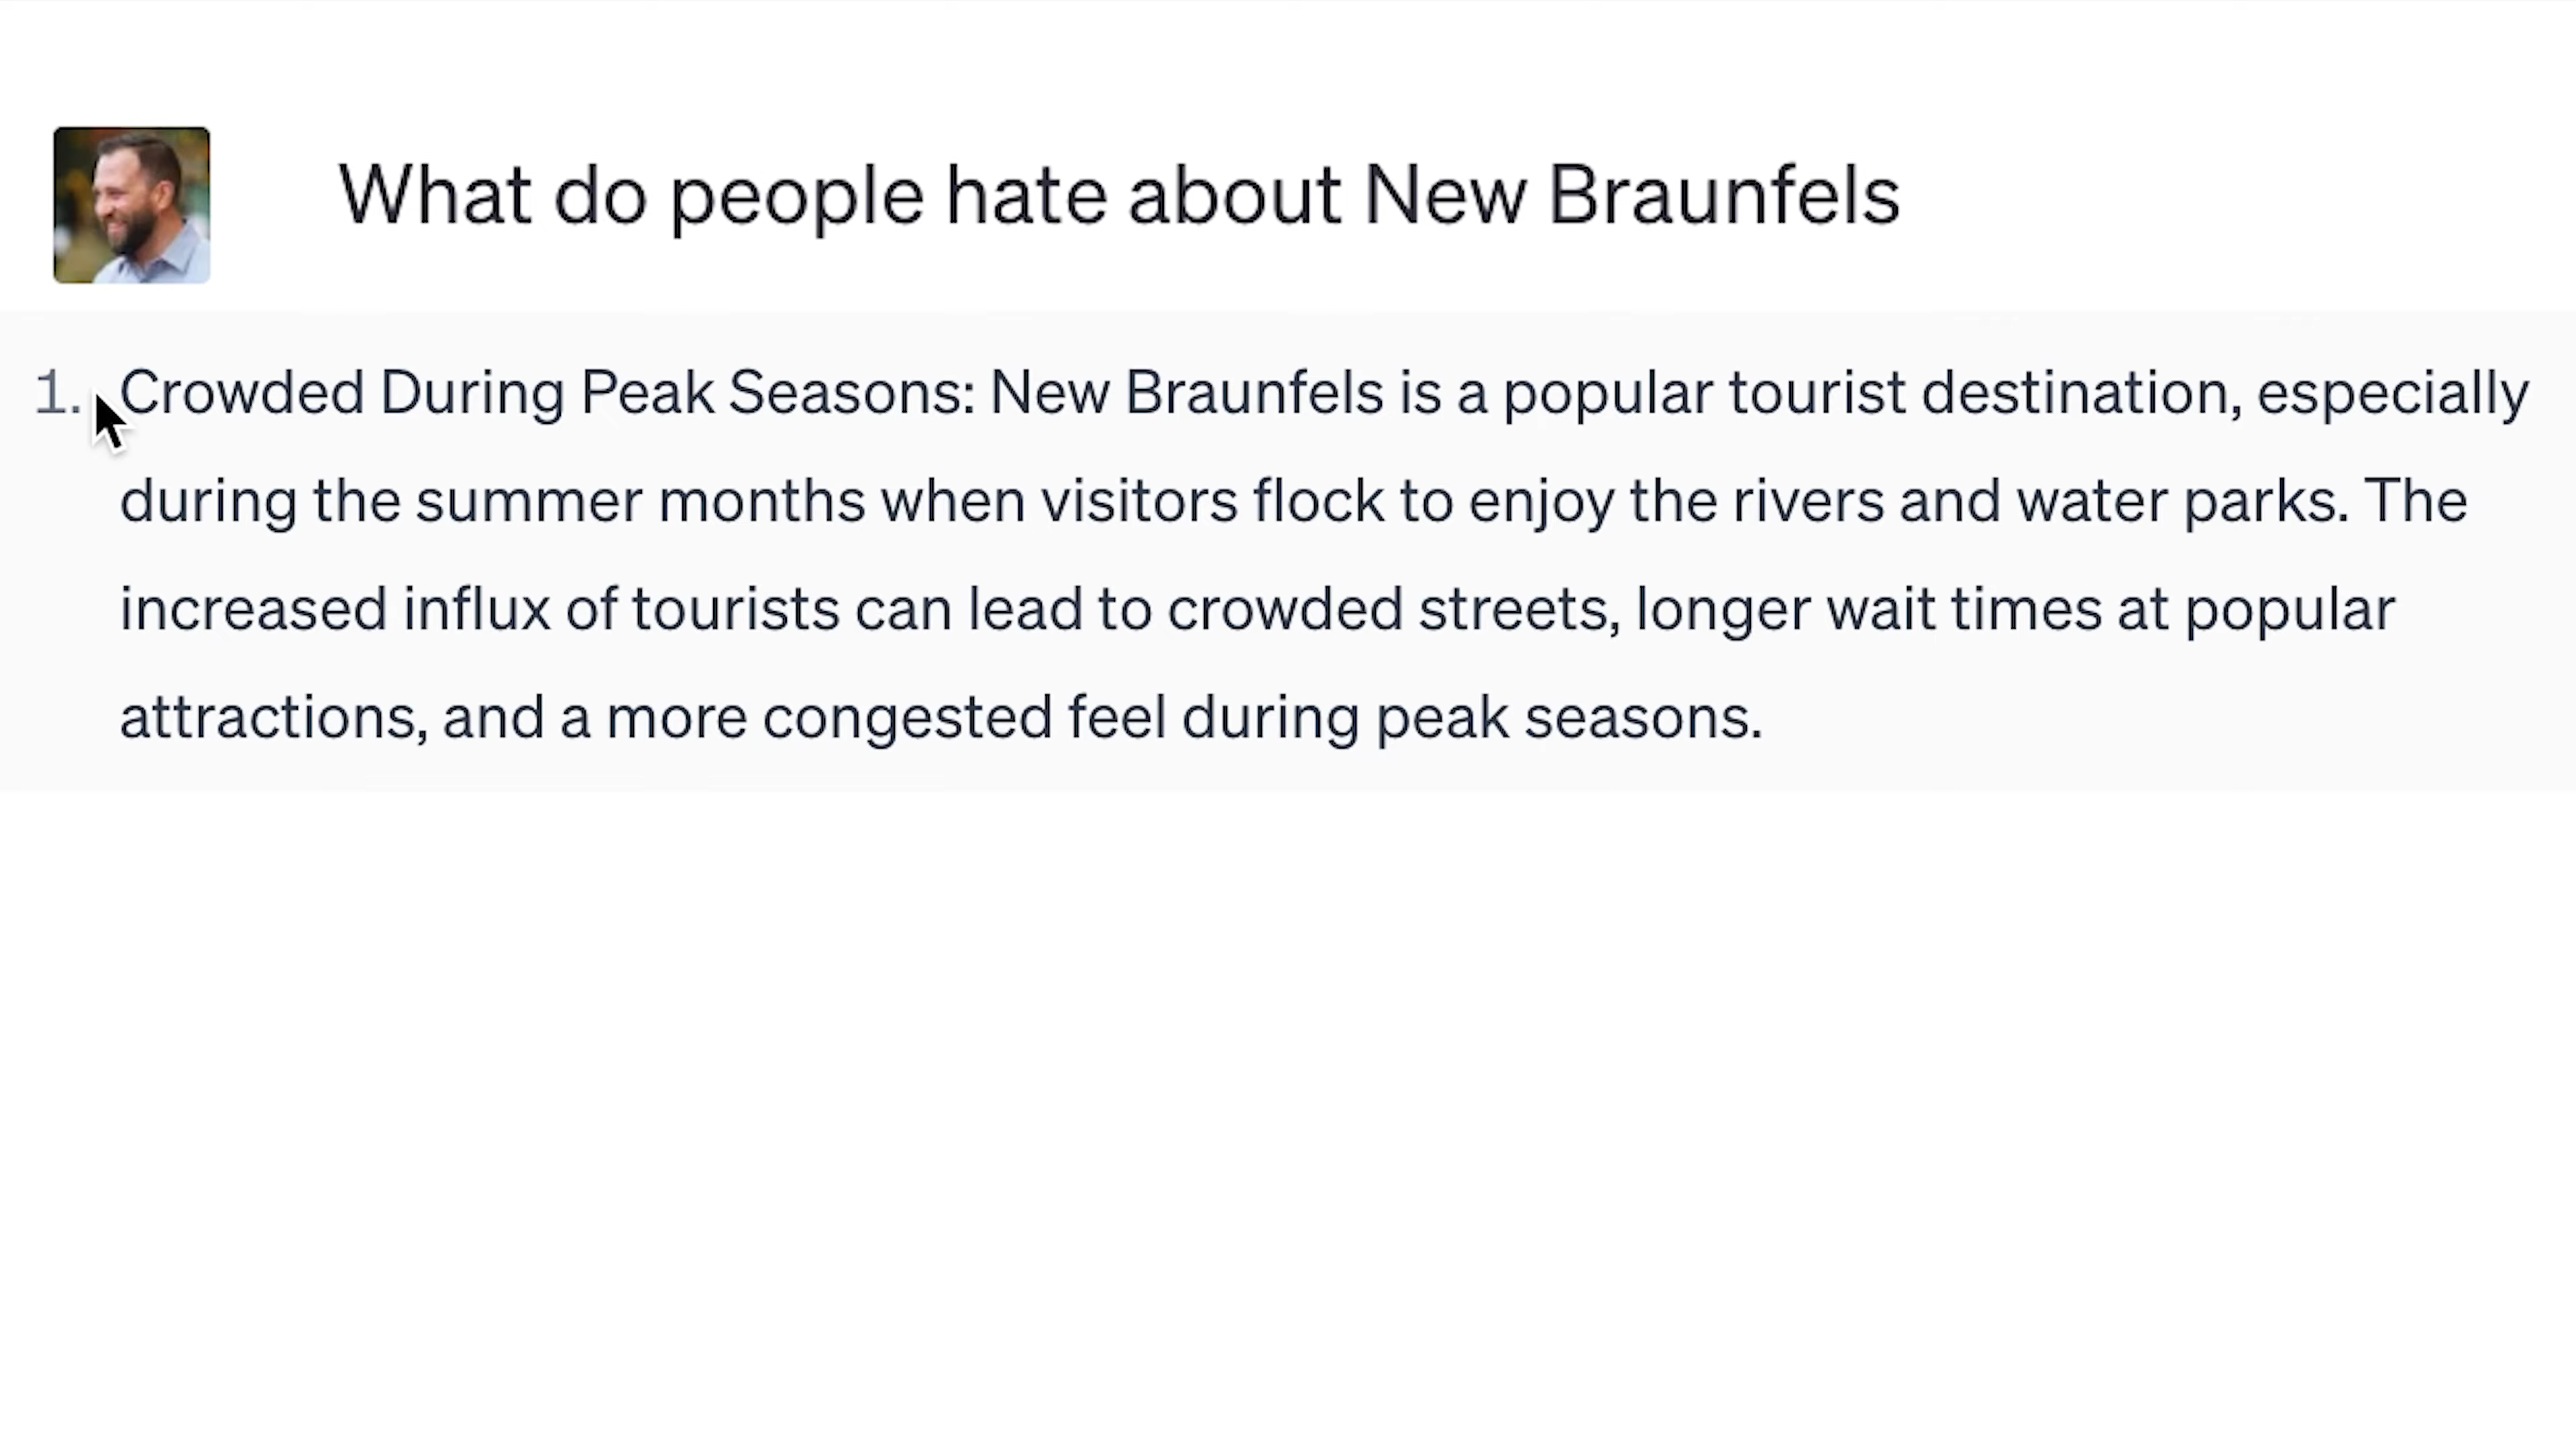 What do people hate about New Braunfels
1. Crowded During Peak Seasons: New Braunfels is a popular tourist destination, especially
during the summer months when visitors flock to enjoy the rivers and water parks. The
increased influx of tourists can lead to crowded streets, longer wait times at popular
attractions, and a more congested feel during peak seasons.